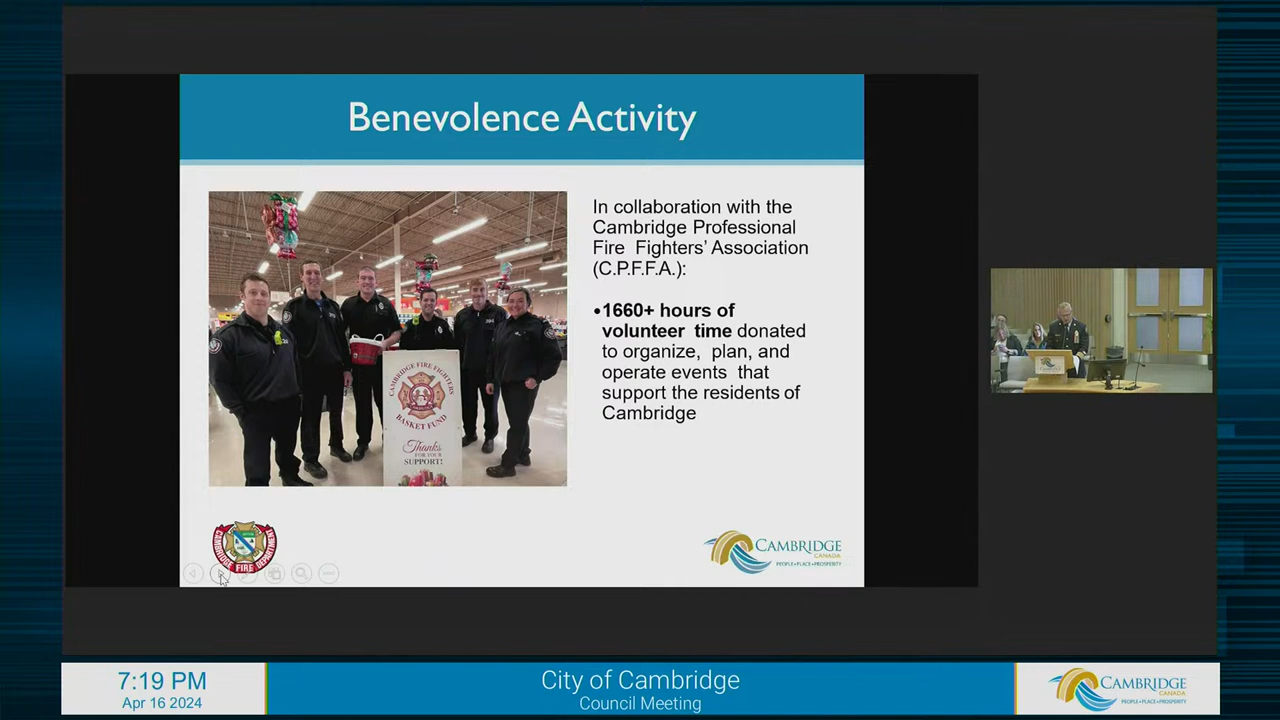 Benevolence Activity
In collaboration with the
Cambridge Professional
Fire Fighters' Association
(C.P.F.F.A.):
•1660+ hours of
volunteer time donated
to organize, plan, and
operate events that
support the residents of
Cambridge
CAMBRIDGE FIRE FIGHTERS
BASKET FUND
Thanks
FOR YOUR
SUPPORT!
CAMBRIDGE FIRE DEPARTMENT
CAMBRIDGE
CANADA
PEOPLE•PLACE•PROSPERITY
7:19 PM
Apr 16 2024
City of Cambridge
Council Meeting
CAMBRIDGE
CANADA
PEOPLE•PLACE•PROSPERITY